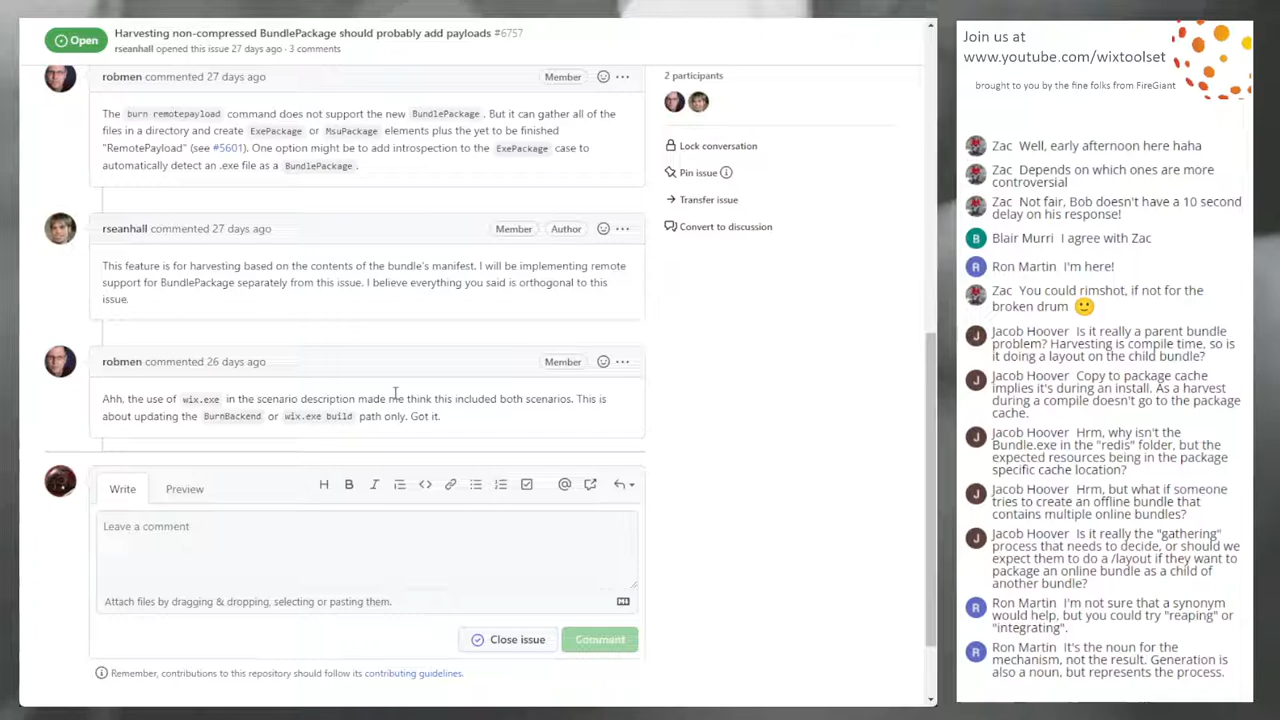 Open
Harvesting non-compressed BundlePackage should probably add payloads #6757
rseanhall opened this issue 27 days ago · 3 comments
robmen commented 27 days ago
Member
The burn remotepayload command does not support the new BundlePackage. But it can gather all of the
files in a directory and create ExePackage or MsuPackage elements plus the yet to be finished
"RemotePayload" (see #5601). One option might be to add introspection to the ExePackage case to
automatically detect an .exe file as a BundlePackage.
rseanhall commented 27 days ago
Member Author
This feature is for harvesting based on the contents of the bundle's manifest. I will be implementing remote
support for BundlePackage separately from this issue. I believe everything you said is orthogonal to this
issue.
robmen commented 26 days ago
Member
Ahh, the use of wix.exe in the scenario description made me think this included both scenarios. This is
about updating the BurnBackend or wix.exe build path only. Got it.
Write Preview
Leave a comment
Attach files by dragging & dropping, selecting or pasting them.
Close issue Comment
Remember, contributions to this repository should follow its contributing guidelines.
2 participants
Lock conversation
Pin issue
Transfer issue
Convert to discussion
Join us at
www.youtube.com/wixtoolset
brought to you by the fine folks from FireGiant
Zac Well, early afternoon here haha
Zac Depends on which ones are more
controversial
Zac Not fair, Bob doesn't have a 10 second
delay on his response!
B Blair Murri I agree with Zac
R Ron Martin I'm here!
Zac You could rimshot, if not for the
broken drum
J Jacob Hoover Is it really a parent bundle
problem? Harvesting is compile time, so is
it doing a layout on the child bundle?
J Jacob Hoover Copy to package cache
implies it's during an install. As a harvest
during a compile doesn't go to the package
cache.
J Jacob Hoover Hrm, why isn't the
Bundle.exe in the "redis" folder, but the
expected resources being in the package
specific cache location?
J Jacob Hoover Hrm, but what if someone
tries to create an offline bundle that
contains multiple online bundles?
J Jacob Hoover Is it really the "gathering"
process that needs to decide, or should we
expect them to do a /layout if they want to
package an online bundle as a child of
another bundle?
R Ron Martin I'm not sure that a synonym
would help, but you could try "reaping" or
"integrating".
R Ron Martin It's the noun for the
mechanism, not the result. Generation is
also a noun, but represents the process.